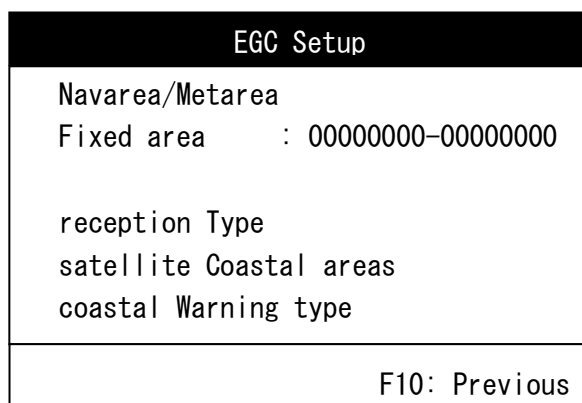 EGC Setup
Navarea/Metarea
Fixed area : 00000000-00000000
reception Type
satellite Coastal areas
coastal Warning type
F10: Previous